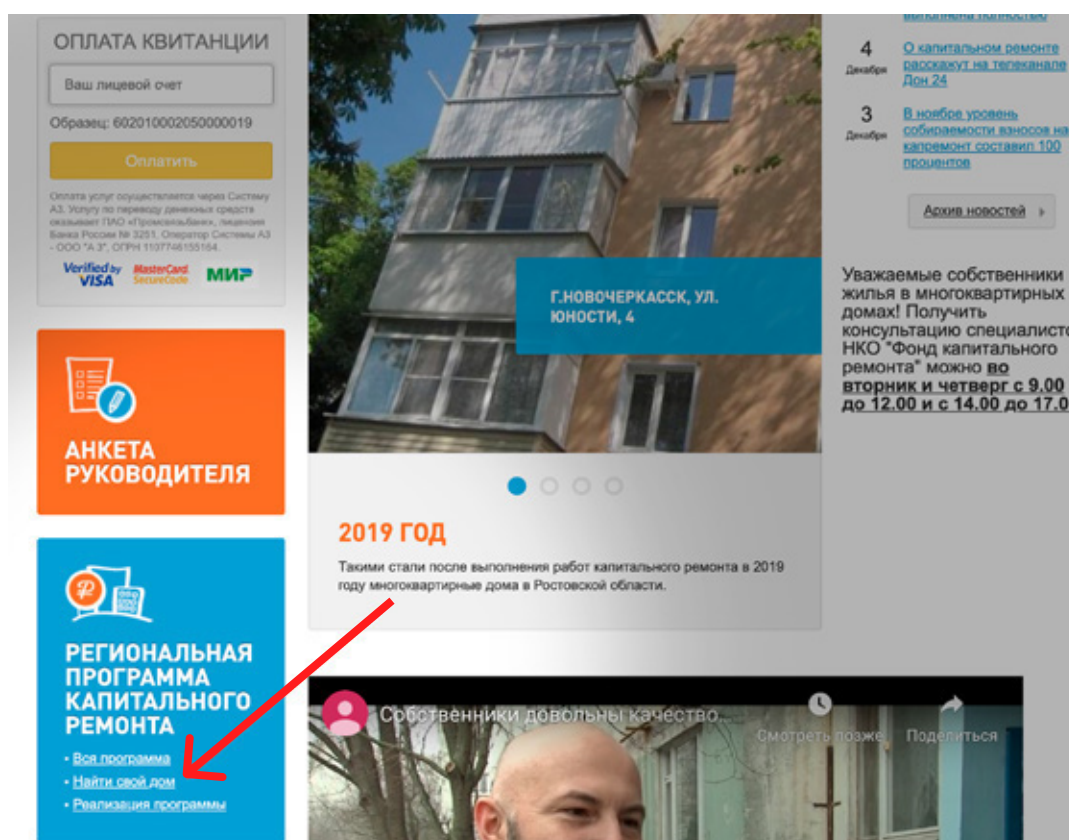 ОПЛАТА КВИТАНЦИИ
Ваш лицевой счет
Образец: 602010002050000019
Оплатить
Оплата услуг осуществляется через Систему
А3. Услугу по переводу денежных средств
оказывает ПАО «Промсвязьбанк», лицензия
Банка России № 3251, Оператор Системы А3
- ООО "А 3", ОГРН 1107746155164.
Verified by
VISA
MasterCard.
SecureCode.
МИР
АНКЕТА
РУКОВОДИТЕЛЯ
РЕГИОНАЛЬНАЯ
ПРОГРАММА
КАПИТАЛЬНОГО
РЕМОНТА
• Вся программа
• Найти свой дом
• Реализация программы
Г.НОВОЧЕРКАССК, УЛ.
ЮНОСТИ, 4
2019 ГОД
Такими стали после выполнения работ капитального ремонта в 2019
году многоквартирные дома в Ростовской области.
Собственники довольны качество...
Смотреть позже
Поделиться
выполнена полностью
4
Декабря
О капитальном ремонте
расскажут на телеканале
Дон 24
3
Декабря
В ноябре уровень
собираемости взносов на
капремонт составил 100
процентов
Архив новостей
Уважаемые собственники
жилья в многоквартирных
домах! Получить
консультацию специалисто
НКО "Фонд капитального
ремонта" можно во
вторник и четверг с 9.00
до 12.00 и с 14.00 до 17.0